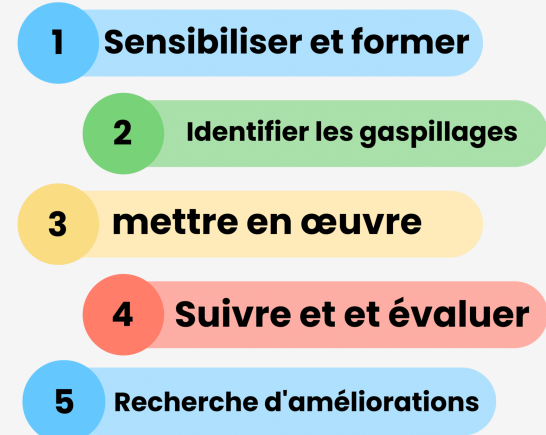 1 Sensibiliser et former
2 Identifier les gaspillages
3 mettre en œuvre
4 Suivre et et évaluer
5 Recherche d'améliorations